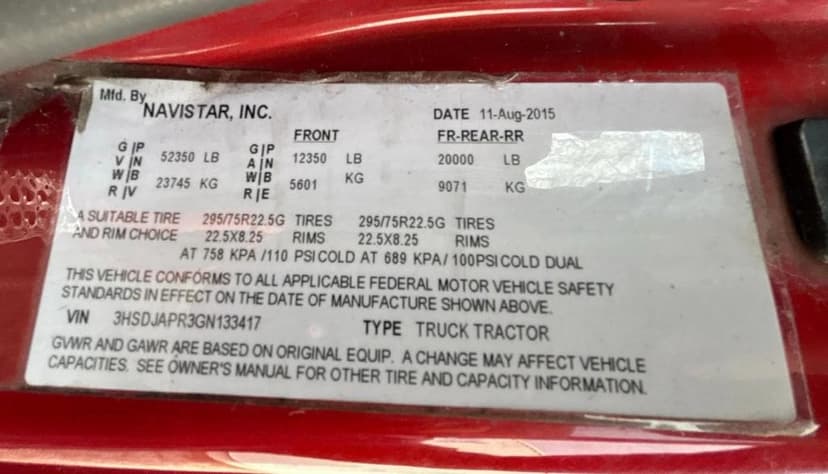 Mfd. By
NAVISTAR, INC. DATE 11-Aug-2015
FRONT FR-REAR-RR
G|P 52350 LB G|P 12350 LB 20000 LB
V|N A|N
W|B 23745 KG W|B 5601 KG 9071 KG
R|V R|E
A SUITABLE TIRE 295/75R22.5G TIRES 295/75R22.5G TIRES
AND RIM CHOICE 22.5X8.25 RIMS 22.5X8.25 RIMS
AT 758 KPA /110 PSI COLD AT 689 KPA/ 100PSI COLD DUAL
THIS VEHICLE CONFORMS TO ALL APPLICABLE FEDERAL MOTOR VEHICLE SAFETY
STANDARDS IN EFFECT ON THE DATE OF MANUFACTURE SHOWN ABOVE.
VIN 3HSDJAPR3GN133417 TYPE TRUCK TRACTOR
GVWR AND GAWR ARE BASED ON ORIGINAL EQUIP. A CHANGE MAY AFFECT VEHICLE
CAPACITIES. SEE OWNER'S MANUAL FOR OTHER TIRE AND CAPACITY INFORMATION.